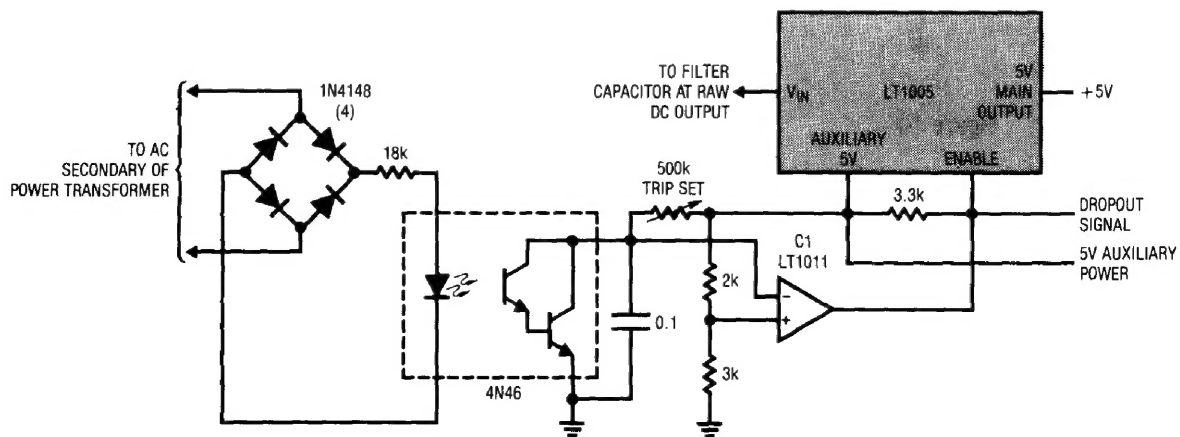 1N4148
(4)
TO AC
SECONDARY OF
POWER TRANSFORMER
18k
4N46
0.1
500k
TRIP SET
2k
3k
C1
LT1011
−
+
TO FILTER
CAPACITOR AT RAW
DC OUTPUT
VIN
LT1005
5V
MAIN
OUTPUT
+5V
AUXILIARY
5V
ENABLE
3.3k
DROPOUT
SIGNAL
5V AUXILIARY
POWER